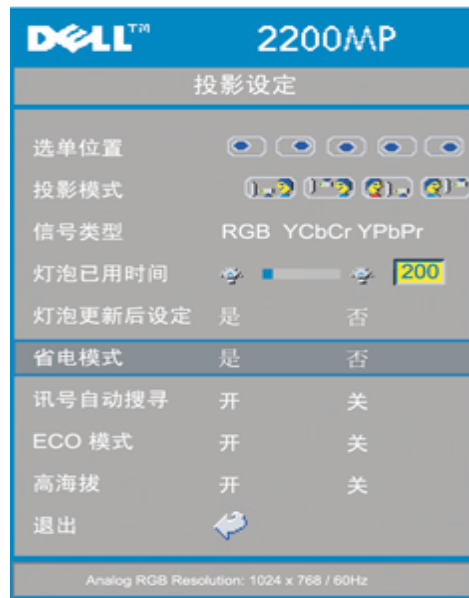 DELL™ 2200MP
投影设定
选单位置
投影模式
信号类型 RGB YCbCr YPbPr
灯泡已用时间 200
灯泡更新后设定 是 否
省电模式 是 否
讯号自动搜寻 开 关
ECO 模式 开 关
高海拔 开 关
退出
Analog RGB Resolution: 1024 x 768 / 60Hz